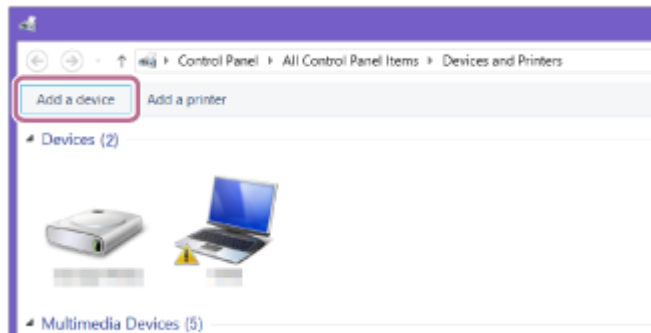 Control Panel All Control Panel Items Devices and Printers
Add a device Add a printer
Devices (2)
Multimedia Devices (5)